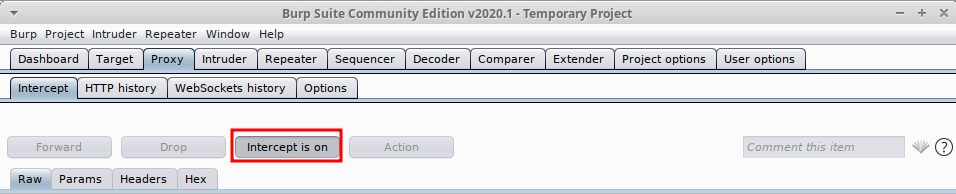 Burp Suite Community Edition v2020.1 - Temporary Project
Burp Project Intruder Repeater Window Help
Dashboard Target Proxy Intruder Repeater Sequencer Decoder Comparer Extender Project options User options
Intercept HTTP history WebSockets history Options
Forward Drop Intercept is on Action Comment this item ?
Raw Params Headers Hex